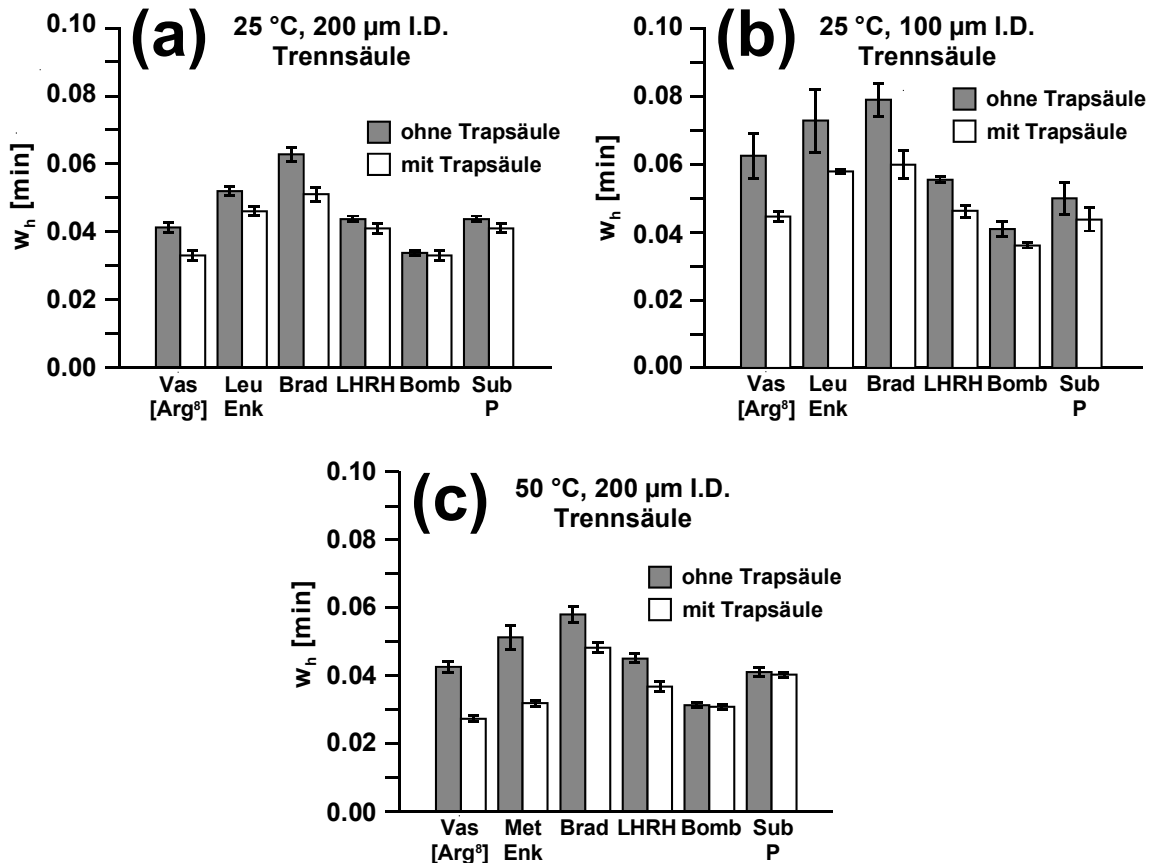 (a)
25 °C, 200 µm I.D.
Trennsäule
ohne Trapsäule
mit Trapsäule
wh [min]
0.10
0.08
0.06
0.04
0.02
0.00
Vas Leu Brad LHRH Bomb Sub
[Arg⁸] Enk P
(b)
25 °C, 100 µm I.D.
Trennsäule
ohne Trapsäule
mit Trapsäule
wh [min]
0.10
0.08
0.06
0.04
0.02
0.00
Vas Leu Brad LHRH Bomb Sub
[Arg⁸] Enk P
(c)
50 °C, 200 µm I.D.
Trennsäule
ohne Trapsäule
mit Trapsäule
wh [min]
0.10
0.08
0.06
0.04
0.02
0.00
Vas Met Brad LHRH Bomb Sub
[Arg⁸] Enk P